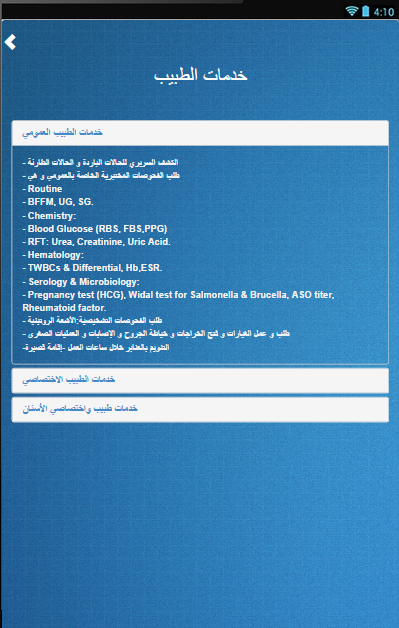 4:10
خدمات الطبيب
خدمات الطبيب العمومي
- الكشف السريري للحالات الباردة و الحالات الطارئة
- طلب الفحوصات المختبرية الخاصة بالعمومي و هي
- Routine
- BFFM, UG, SG.
- Chemistry:
- Blood Glucose (RBS, FBS,PPG)
- RFT: Urea, Creatinine, Uric Acid.
- Hematology:
- TWBCs & Differential, Hb,ESR.
- Serology & Microbiology:
- Pregnancy test (HCG), Widal test for Salmonella & Brucella, ASO titer,
Rheumatoid factor.
- طلب الفحوصات التشخيصية:الأشعة الروتينية
- طلب و عمل الغيارات و فتح الخراجات و خياطة الجروح و الإصابات و العمليات الصغرى
-التنويم بالعنابر خلال ساعات العمل -إقامة قصيرة
خدمات الطبيب الاختصاصي
خدمات طبيب واختصاصي الأسنان